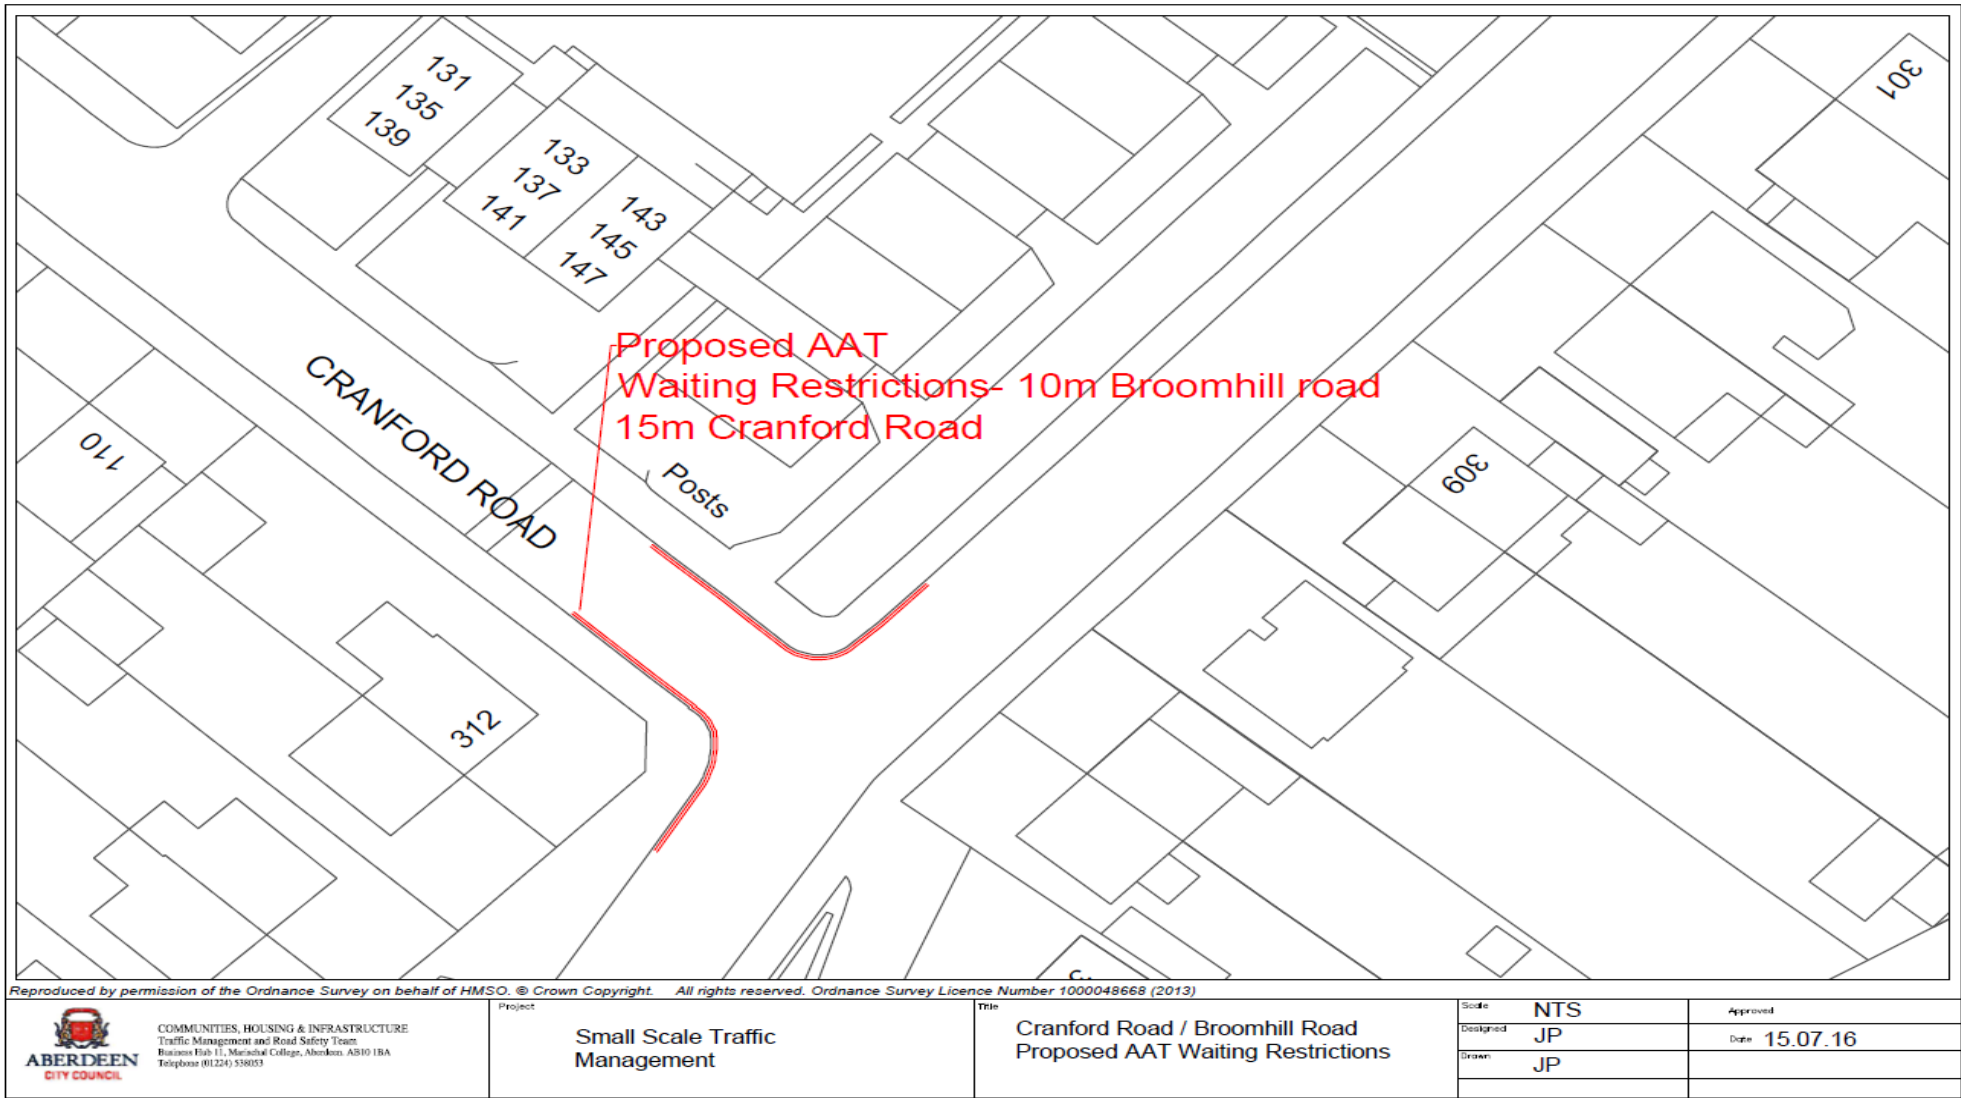 131
135
139
133
137
141
143
145
147
301
Proposed AAT
Waiting Restrictions- 10m Broomhill road
15m Cranford Road
CRANFORD ROAD
110
Posts
309
312
Reproduced by permission of the Ordnance Survey on behalf of HMSO. © Crown Copyright. All rights reserved. Ordnance Survey Licence Number 1000048668 (2013)
ABERDEEN
CITY COUNCIL
COMMUNITIES, HOUSING & INFRASTRUCTURE
Traffic Management and Road Safety Team
Business Hub 11, Marischal College, Aberdeen. AB10 1BA
Telephone (01224) 538053
Project
Small Scale Traffic
Management
Title
Cranford Road / Broomhill Road
Proposed AAT Waiting Restrictions
Scale NTS
Designed JP
Drawn JP
Approved
Date 15.07.16